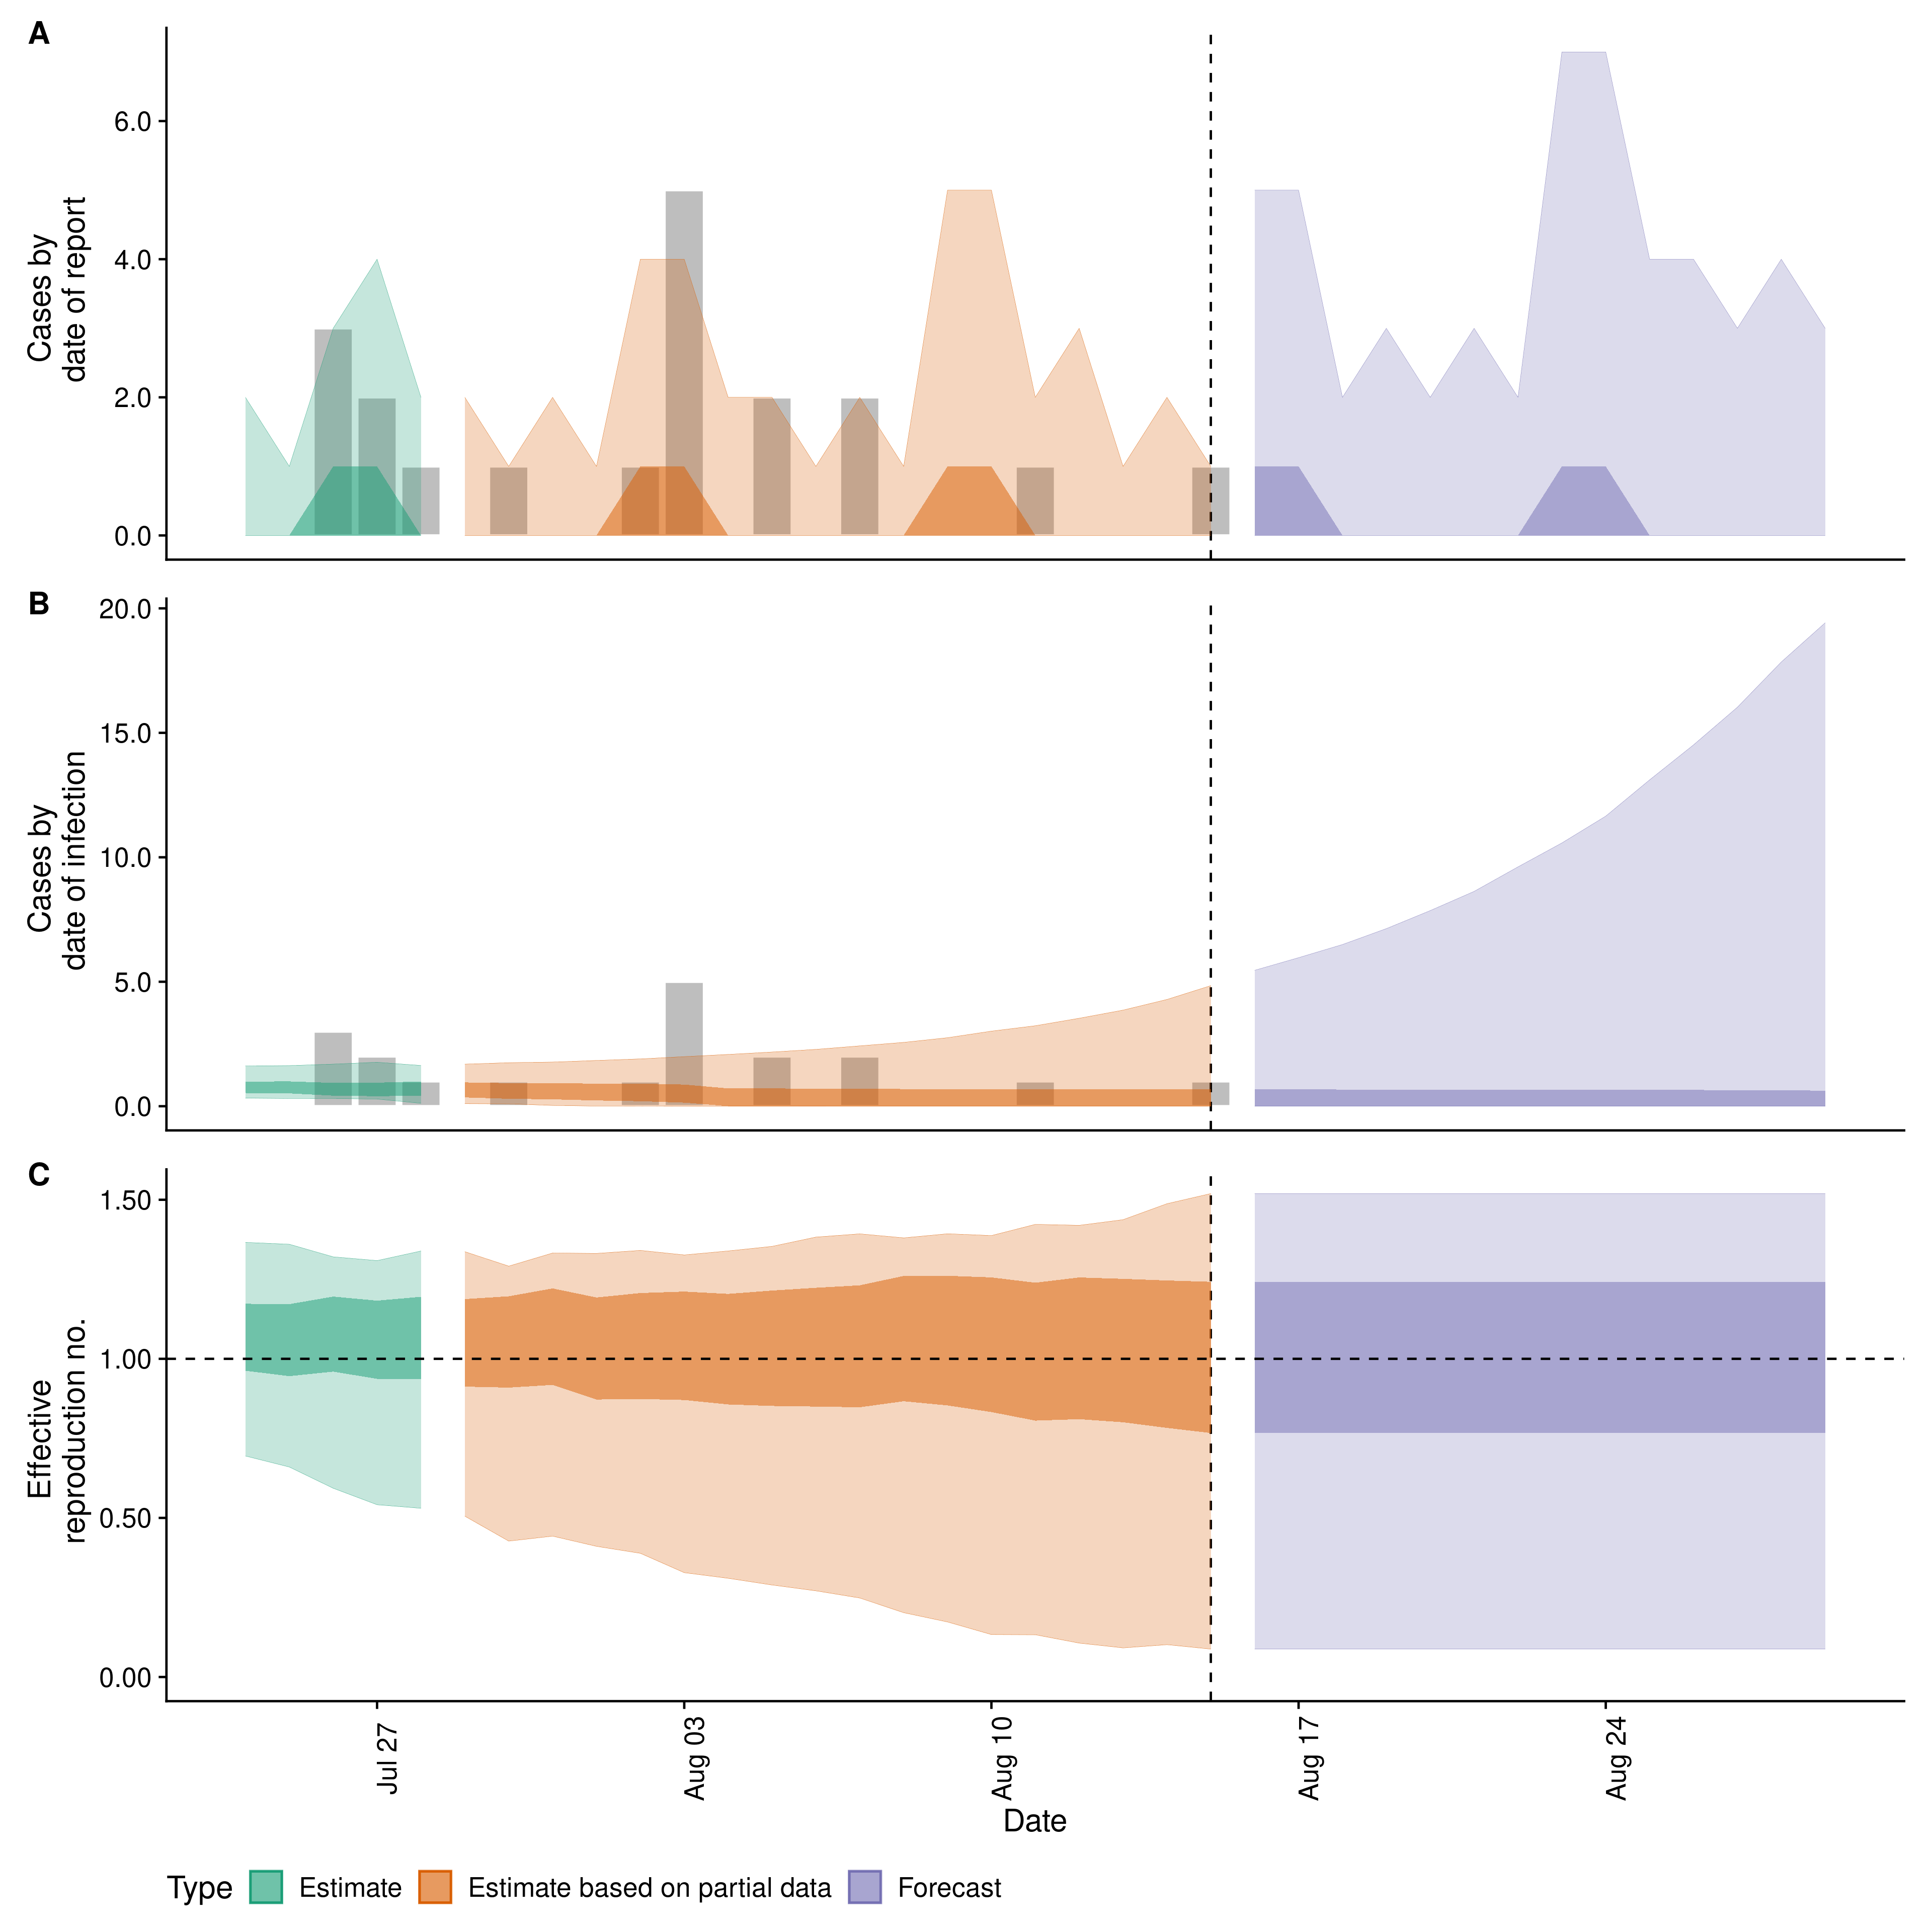 A
Cases by
date of report
6.0
4.0
2.0
0.0
B
Cases by
date of infection
20.0
15.0
10.0
5.0
0.0
C
Effective
reproduction no.
1.50
1.00
0.50
0.00
Jul 27
Aug 03
Aug 10
Aug 17
Aug 24
Date
Type Estimate Estimate based on partial data Forecast